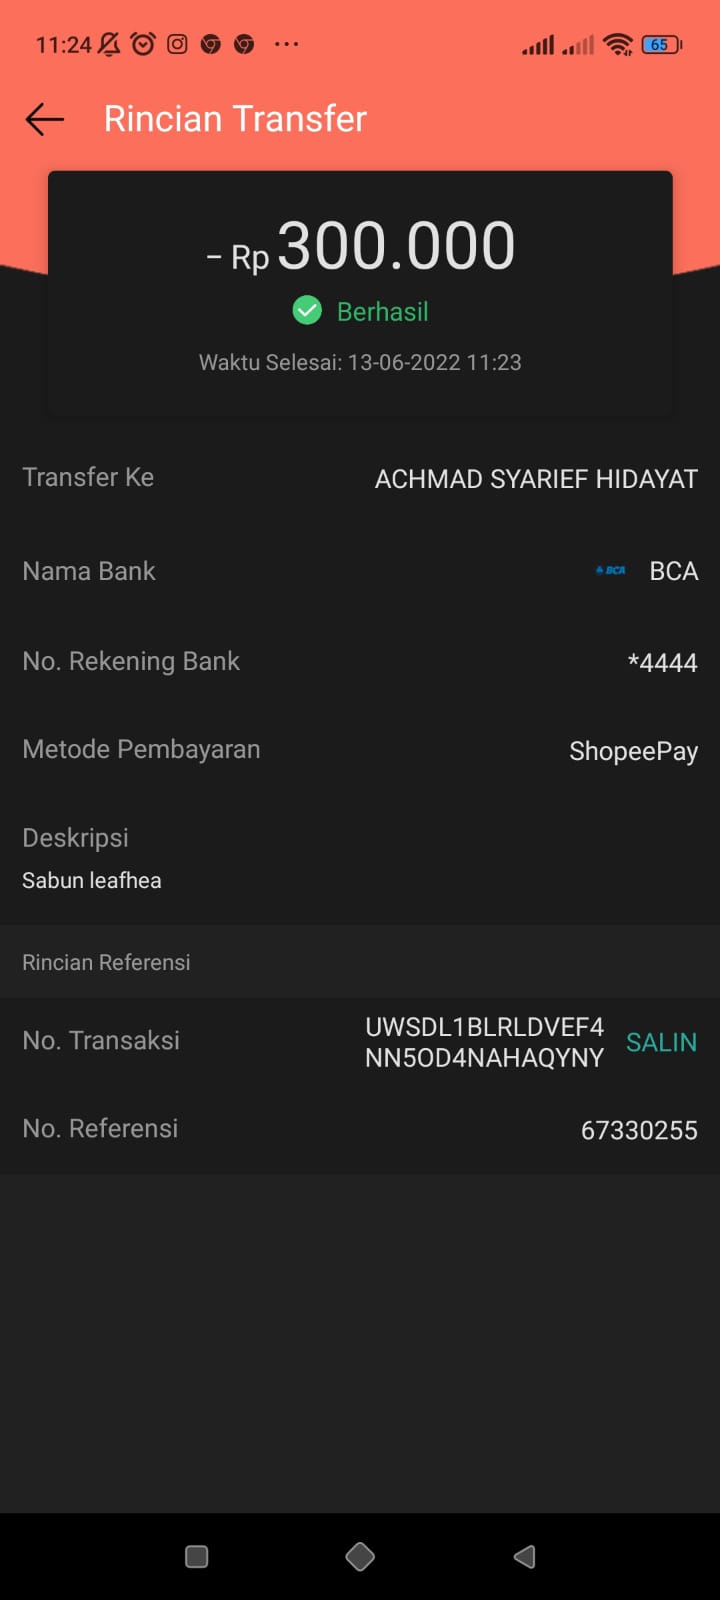 11:24
65
Rincian Transfer
- Rp 300.000
Berhasil
Waktu Selesai: 13-06-2022 11:23
Transfer Ke ACHMAD SYARIEF HIDAYAT
Nama Bank BCA BCA
No. Rekening Bank *4444
Metode Pembayaran ShopeePay
Deskripsi
Sabun leafhea
Rincian Referensi
No. Transaksi UWSDL1BLRLDVEF4
NN5OD4NAHAQYNY SALIN
No. Referensi 67330255